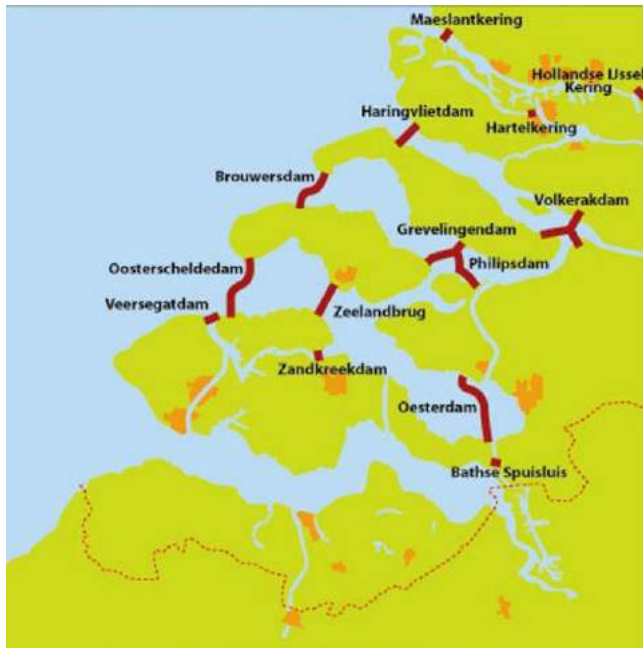 Maeslantkering
Hollandse IJssel
Kering
Haringvlietdam
Hartelkering
Brouwersdam
Volkerakdam
Grevelingendam
Philipsdam
Oosterscheldedam
Veersegatdam
Zeelandbrug
Zandkreekdam
Oesterdam
Bathse Spuisluis